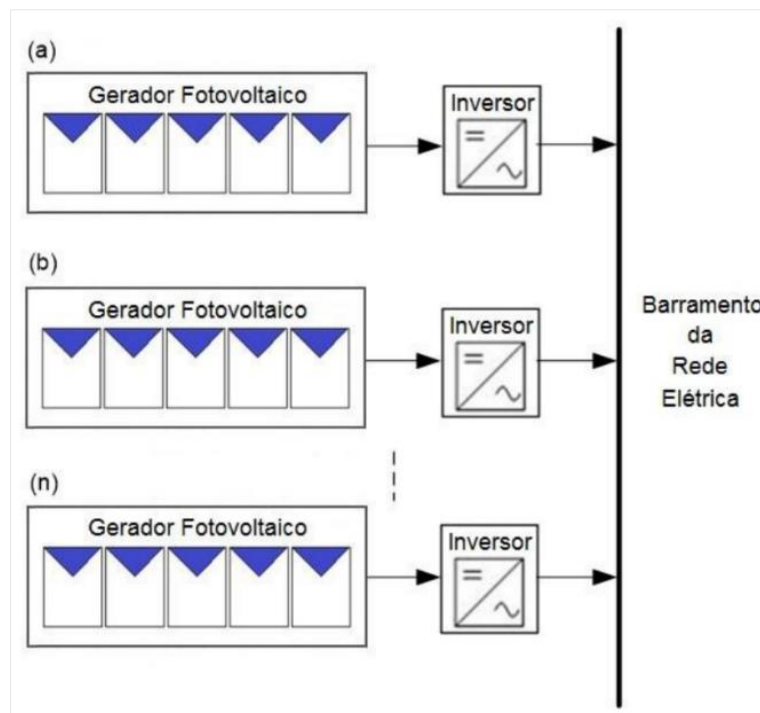 (a)
Gerador Fotovoltaico
Inversor
(b)
Gerador Fotovoltaico
Inversor
Barramento
da
Rede
Elétrica
(n)
Gerador Fotovoltaico
Inversor